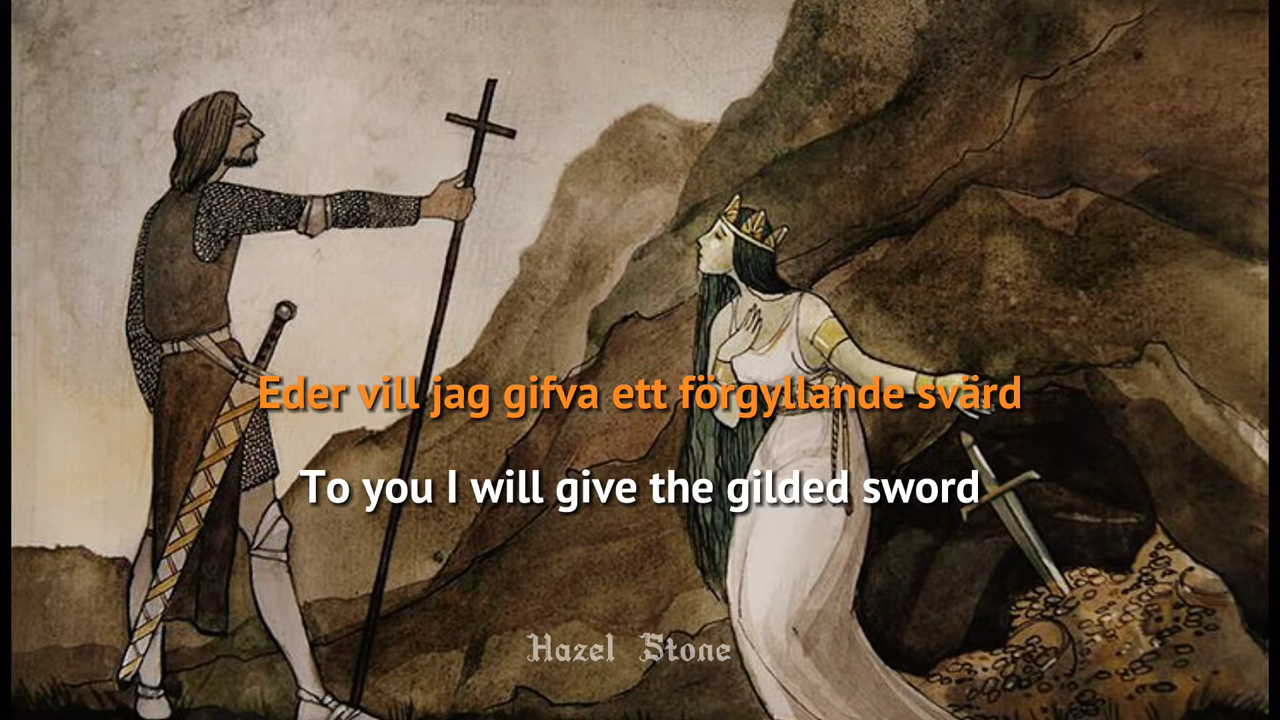 Eder vill jag gifva ett förgyllande svärd
To you I will give the gilded sword
Hazel Stone